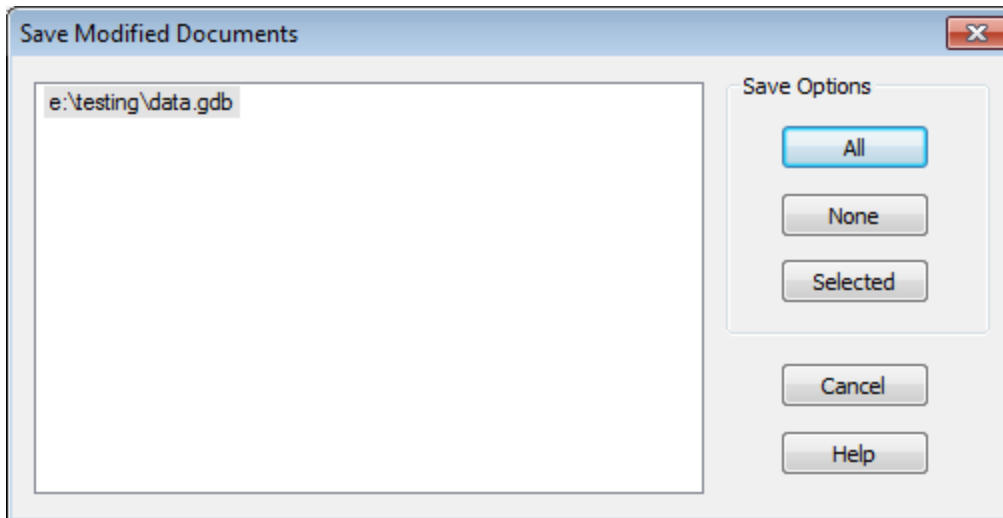 Save Modified Documents
e:\testing\data.gdb
Save Options
All
None
Selected
Cancel
Help